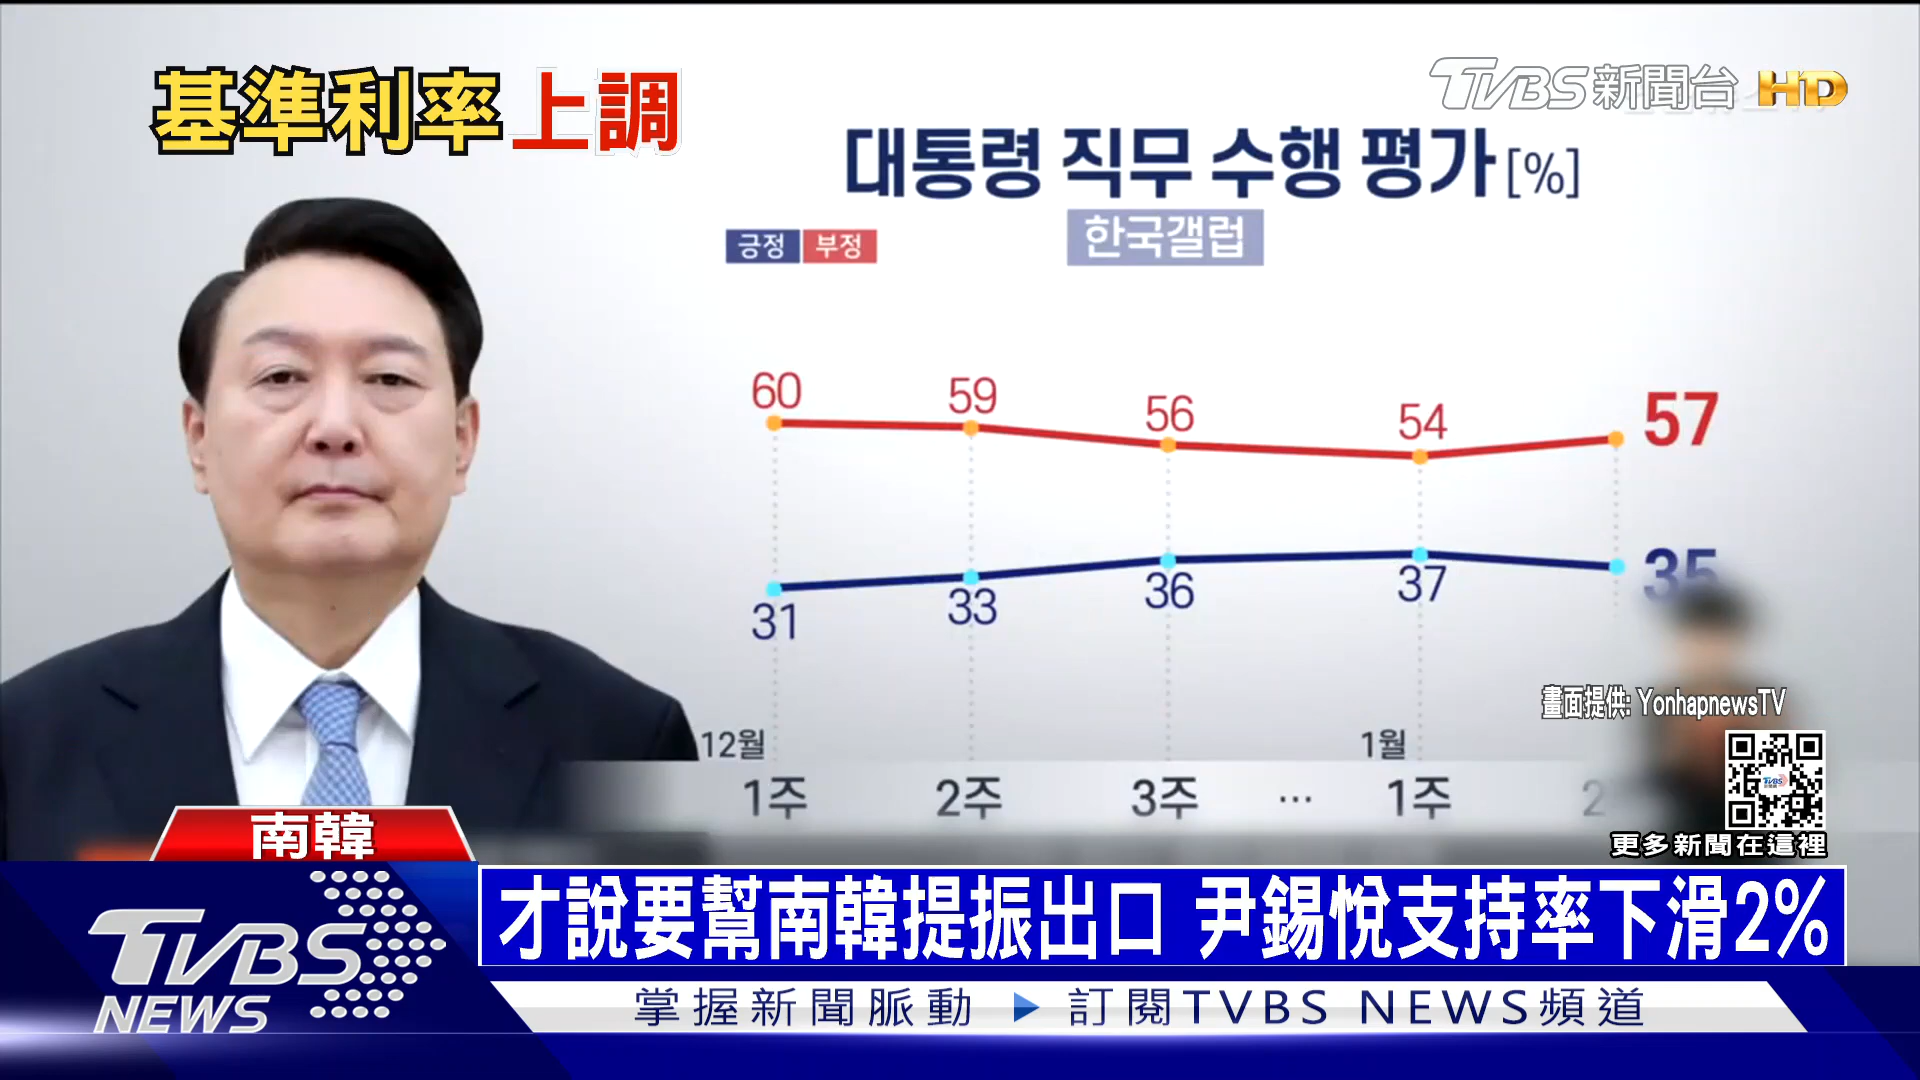 基準利率上調
TVBS新聞台 HD
대통령 직무 수행 평가 [%]
한국갤럽
긍정 부정
60 59 56 54 57
31 33 36 37 35
12월 1월
1주 2주 3주 ... 1주
畫面提供: YonhapnewsTV
TVBS
更多新聞在這裡
南韓
才說要幫南韓提振出口 尹錫悅支持率下滑2%
TVBS NEWS
掌握新聞脈動 ▶ 訂閱TVBS NEWS頻道